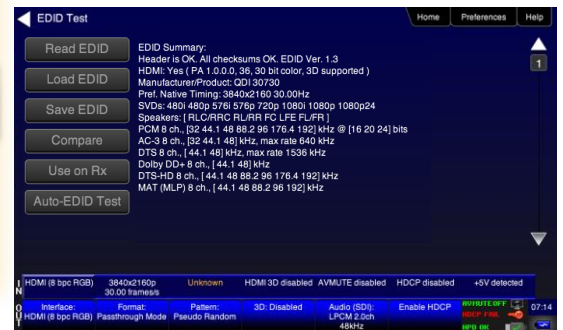 EDID Test
Home Preferences Help
Read EDID
Load EDID
Save EDID
Compare
Use on Rx
Auto-EDID Test
EDID Summary:
Header is OK. All checksums OK. EDID Ver. 1.3
HDMI: Yes ( PA 1.0.0.0, 36, 30 bit color, 3D supported )
Manufacturer/Product: QDI 30730
Pref. Native Timing: 3840x2160 30.00Hz
SVDs: 480i 480p 576i 576p 720p 1080i 1080p 1080p24
Speakers: [ RLC/RRC RL/RR FC LFE FL/FR ]
PCM 8 ch., [32 44.1 48 88.2 96 176.4 192] kHz @ [16 20 24] bits
AC-3 8 ch., [32 44.1 48] kHz, max rate 640 kHz
DTS 8 ch., [ 44.1 48] kHz, max rate 1536 kHz
Dolby DD+ 8 ch., [ 44.1 48] kHz
DTS-HD 8 ch., [ 44.1 48 88.2 96 176.4 192] kHz
MAT (MLP) 8 ch., [ 44.1 48 88.2 96 192] kHz
1
IN HDMI (8 bpc RGB) 3840x2160p 30.00 frames/s Unknown HDMI 3D disabled AVMUTE disabled HDCP disabled +5V detected
OUT Interface: HDMI (8 bpc RGB) Format: Passthrough Mode Pattern: Pseudo Random 3D: Disabled Audio (SDI): LPCM 2.0ch 48kHz Enable HDCP
AVMUTE OFF
HDCP FAIL
HPD OK
07:14